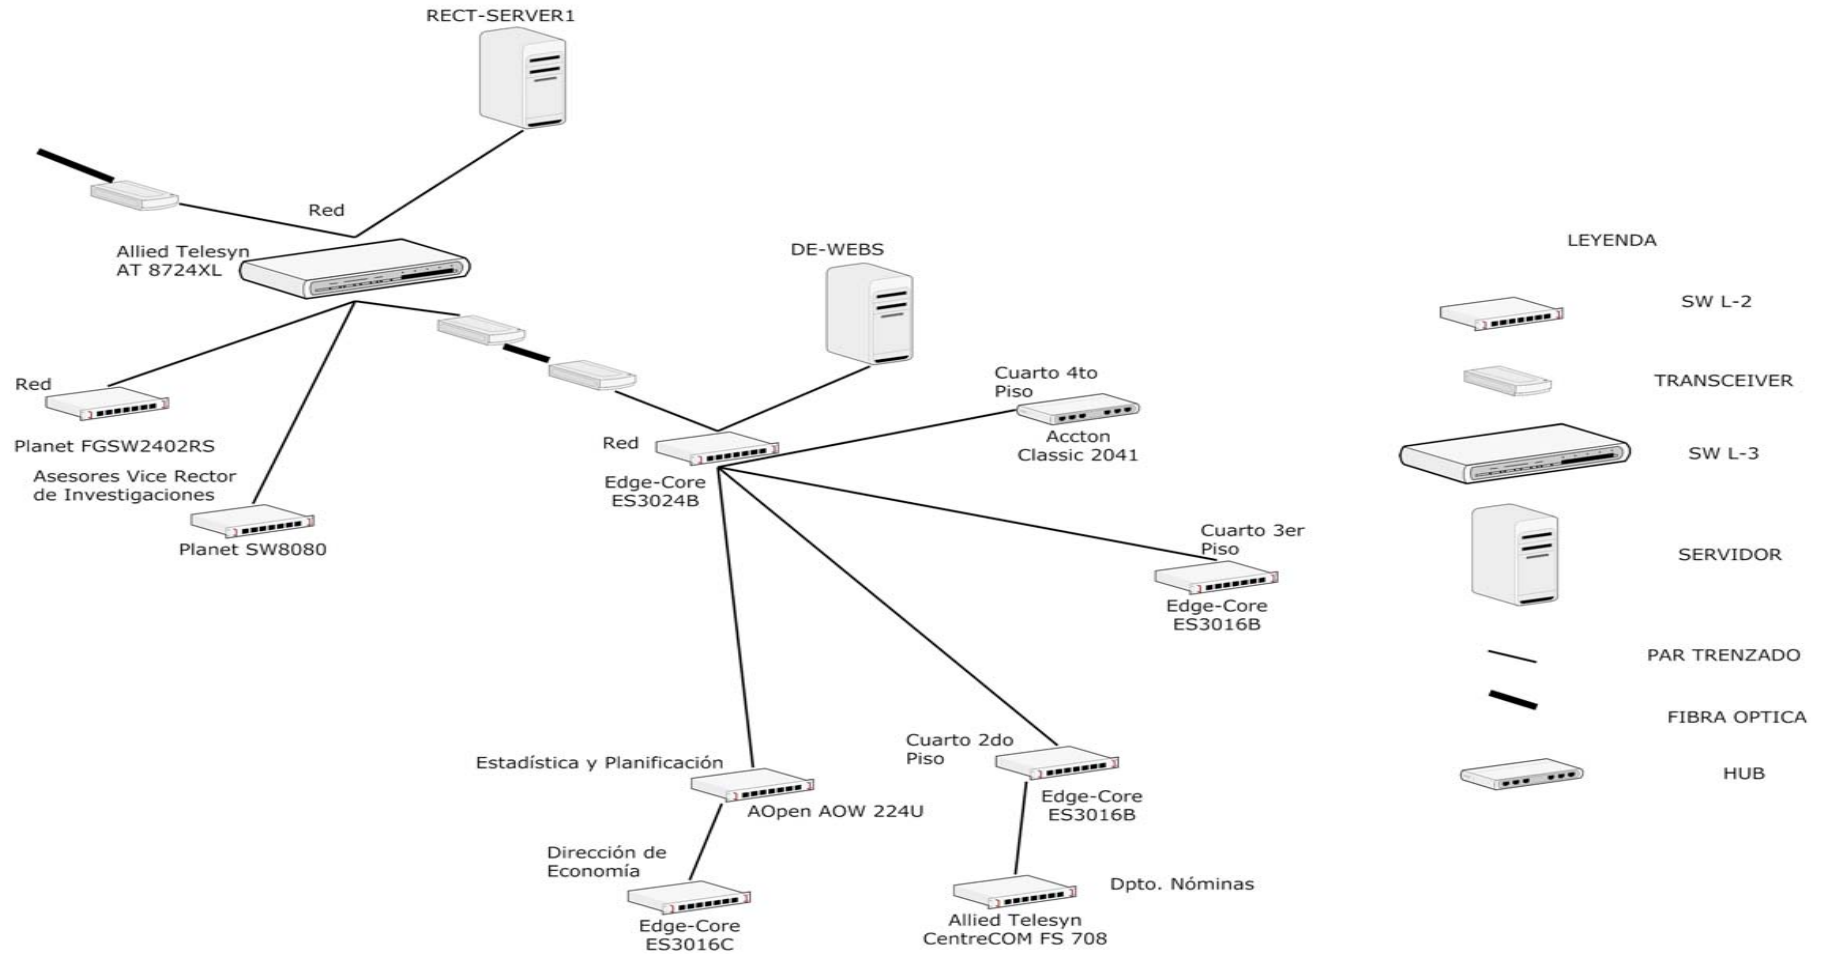 RECT-SERVER1
Red
Allied Telesyn
AT 8724XL
DE-WEBS
LEYENDA
SW L-2
TRANSCEIVER
SW L-3
SERVIDOR
PAR TRENZADO
FIBRA OPTICA
HUB
Red
Planet FGSW2402RS
Asesores Vice Rector
de Investigaciones
Planet SW8080
Red
Edge-Core
ES3024B
Cuarto 4to
Piso
Accton
Classic 2041
Cuarto 3er
Piso
Edge-Core
ES3016B
Estadística y Planificación
AOpen AOW 224U
Cuarto 2do
Piso
Edge-Core
ES3016B
Dirección de
Economía
Edge-Core
ES3016C
Dpto. Nóminas
Allied Telesyn
CentreCOM FS 708